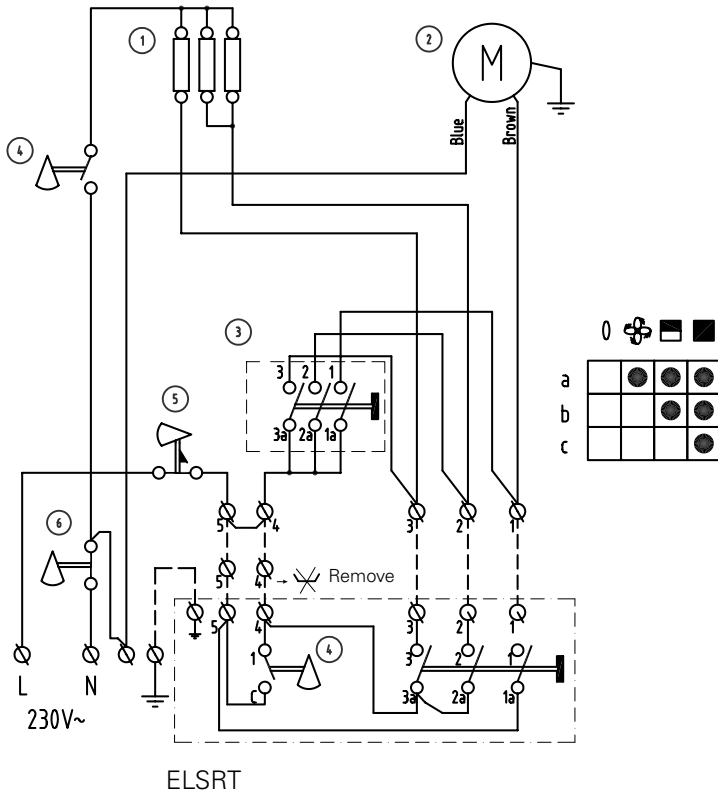 1
2
M
Blue
Brown
4
3
3 2 1
3a 2a 1a
a
b
c
5
5 4 3 2 1
6
5 4 Remove
5 4 3 2 1
1 4 3 2 1
C 3a 2a 1a
L N
230V~
ELSRT